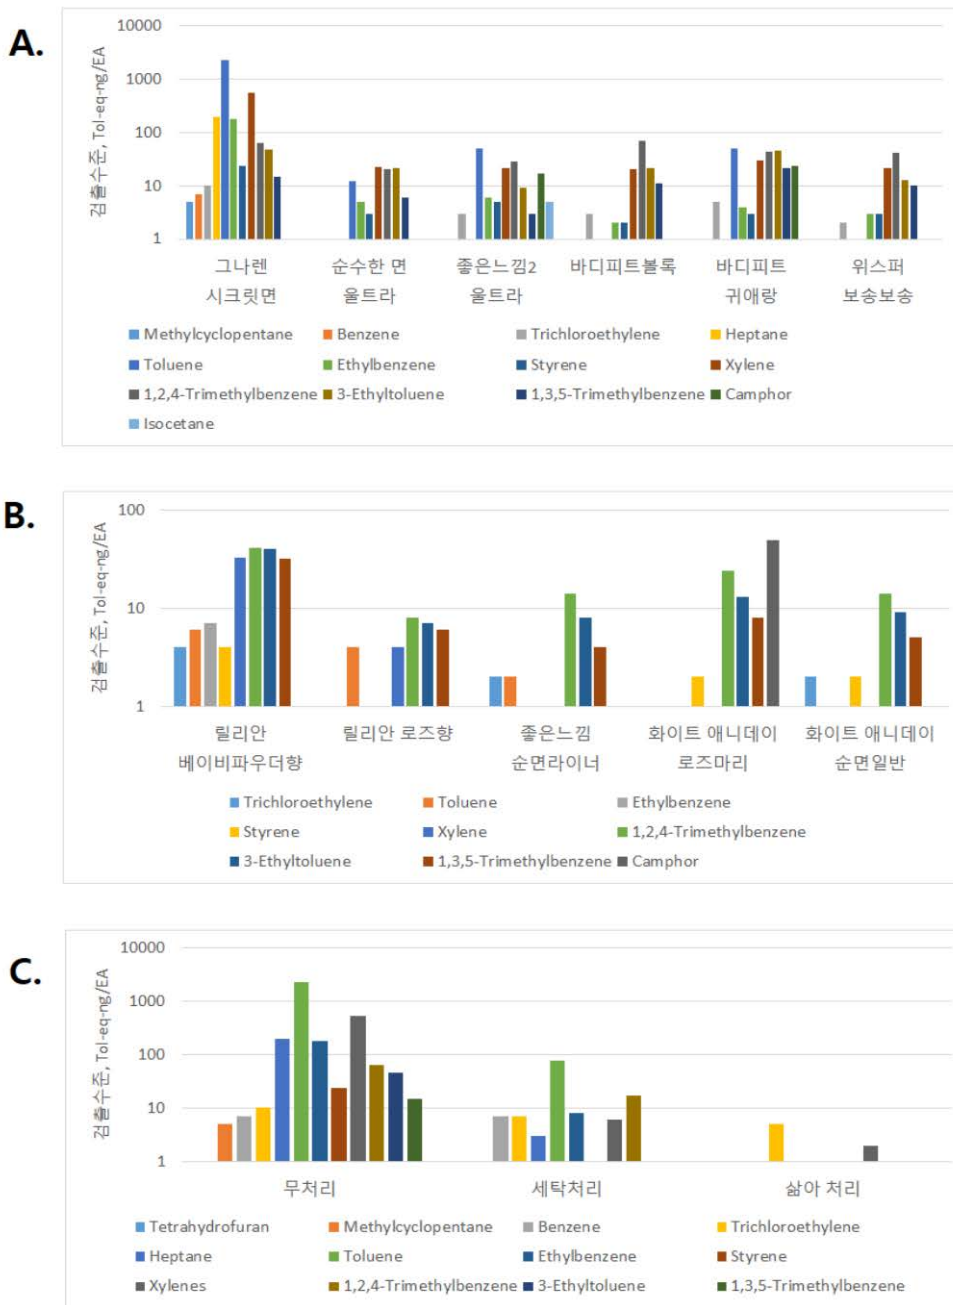 A.
검출수준, Tol-eq-ng/EA
10000
1000
100
10
1
그나렌 순수한 면 좋은느낌2 바디피트볼록 바디피트 위스퍼
시크릿면 울트라 울트라 귀애랑 보송보송
Methylcyclopentane Benzene Trichloroethylene Heptane
Toluene Ethylbenzene Styrene Xylene
1,2,4-Trimethylbenzene 3-Ethyltoluene 1,3,5-Trimethylbenzene Camphor
Isocetane
B.
검출수준, Tol-eq-ng/EA
100
10
1
릴리안 릴리안 로즈향 좋은느낌 화이트 애니데이 화이트 애니데이
베이비파우더향 순면라이너 로즈마리 순면일반
Trichloroethylene Toluene Ethylbenzene
Styrene Xylene 1,2,4-Trimethylbenzene
3-Ethyltoluene 1,3,5-Trimethylbenzene Camphor
C.
검출수준, Tol-eq-ng/EA
10000
1000
100
10
1
무처리 세탁처리 삶아 처리
Tetrahydrofuran Methylcyclopentane Benzene Trichloroethylene
Heptane Toluene Ethylbenzene Styrene
Xylenes 1,2,4-Trimethylbenzene 3-Ethyltoluene 1,3,5-Trimethylbenzene